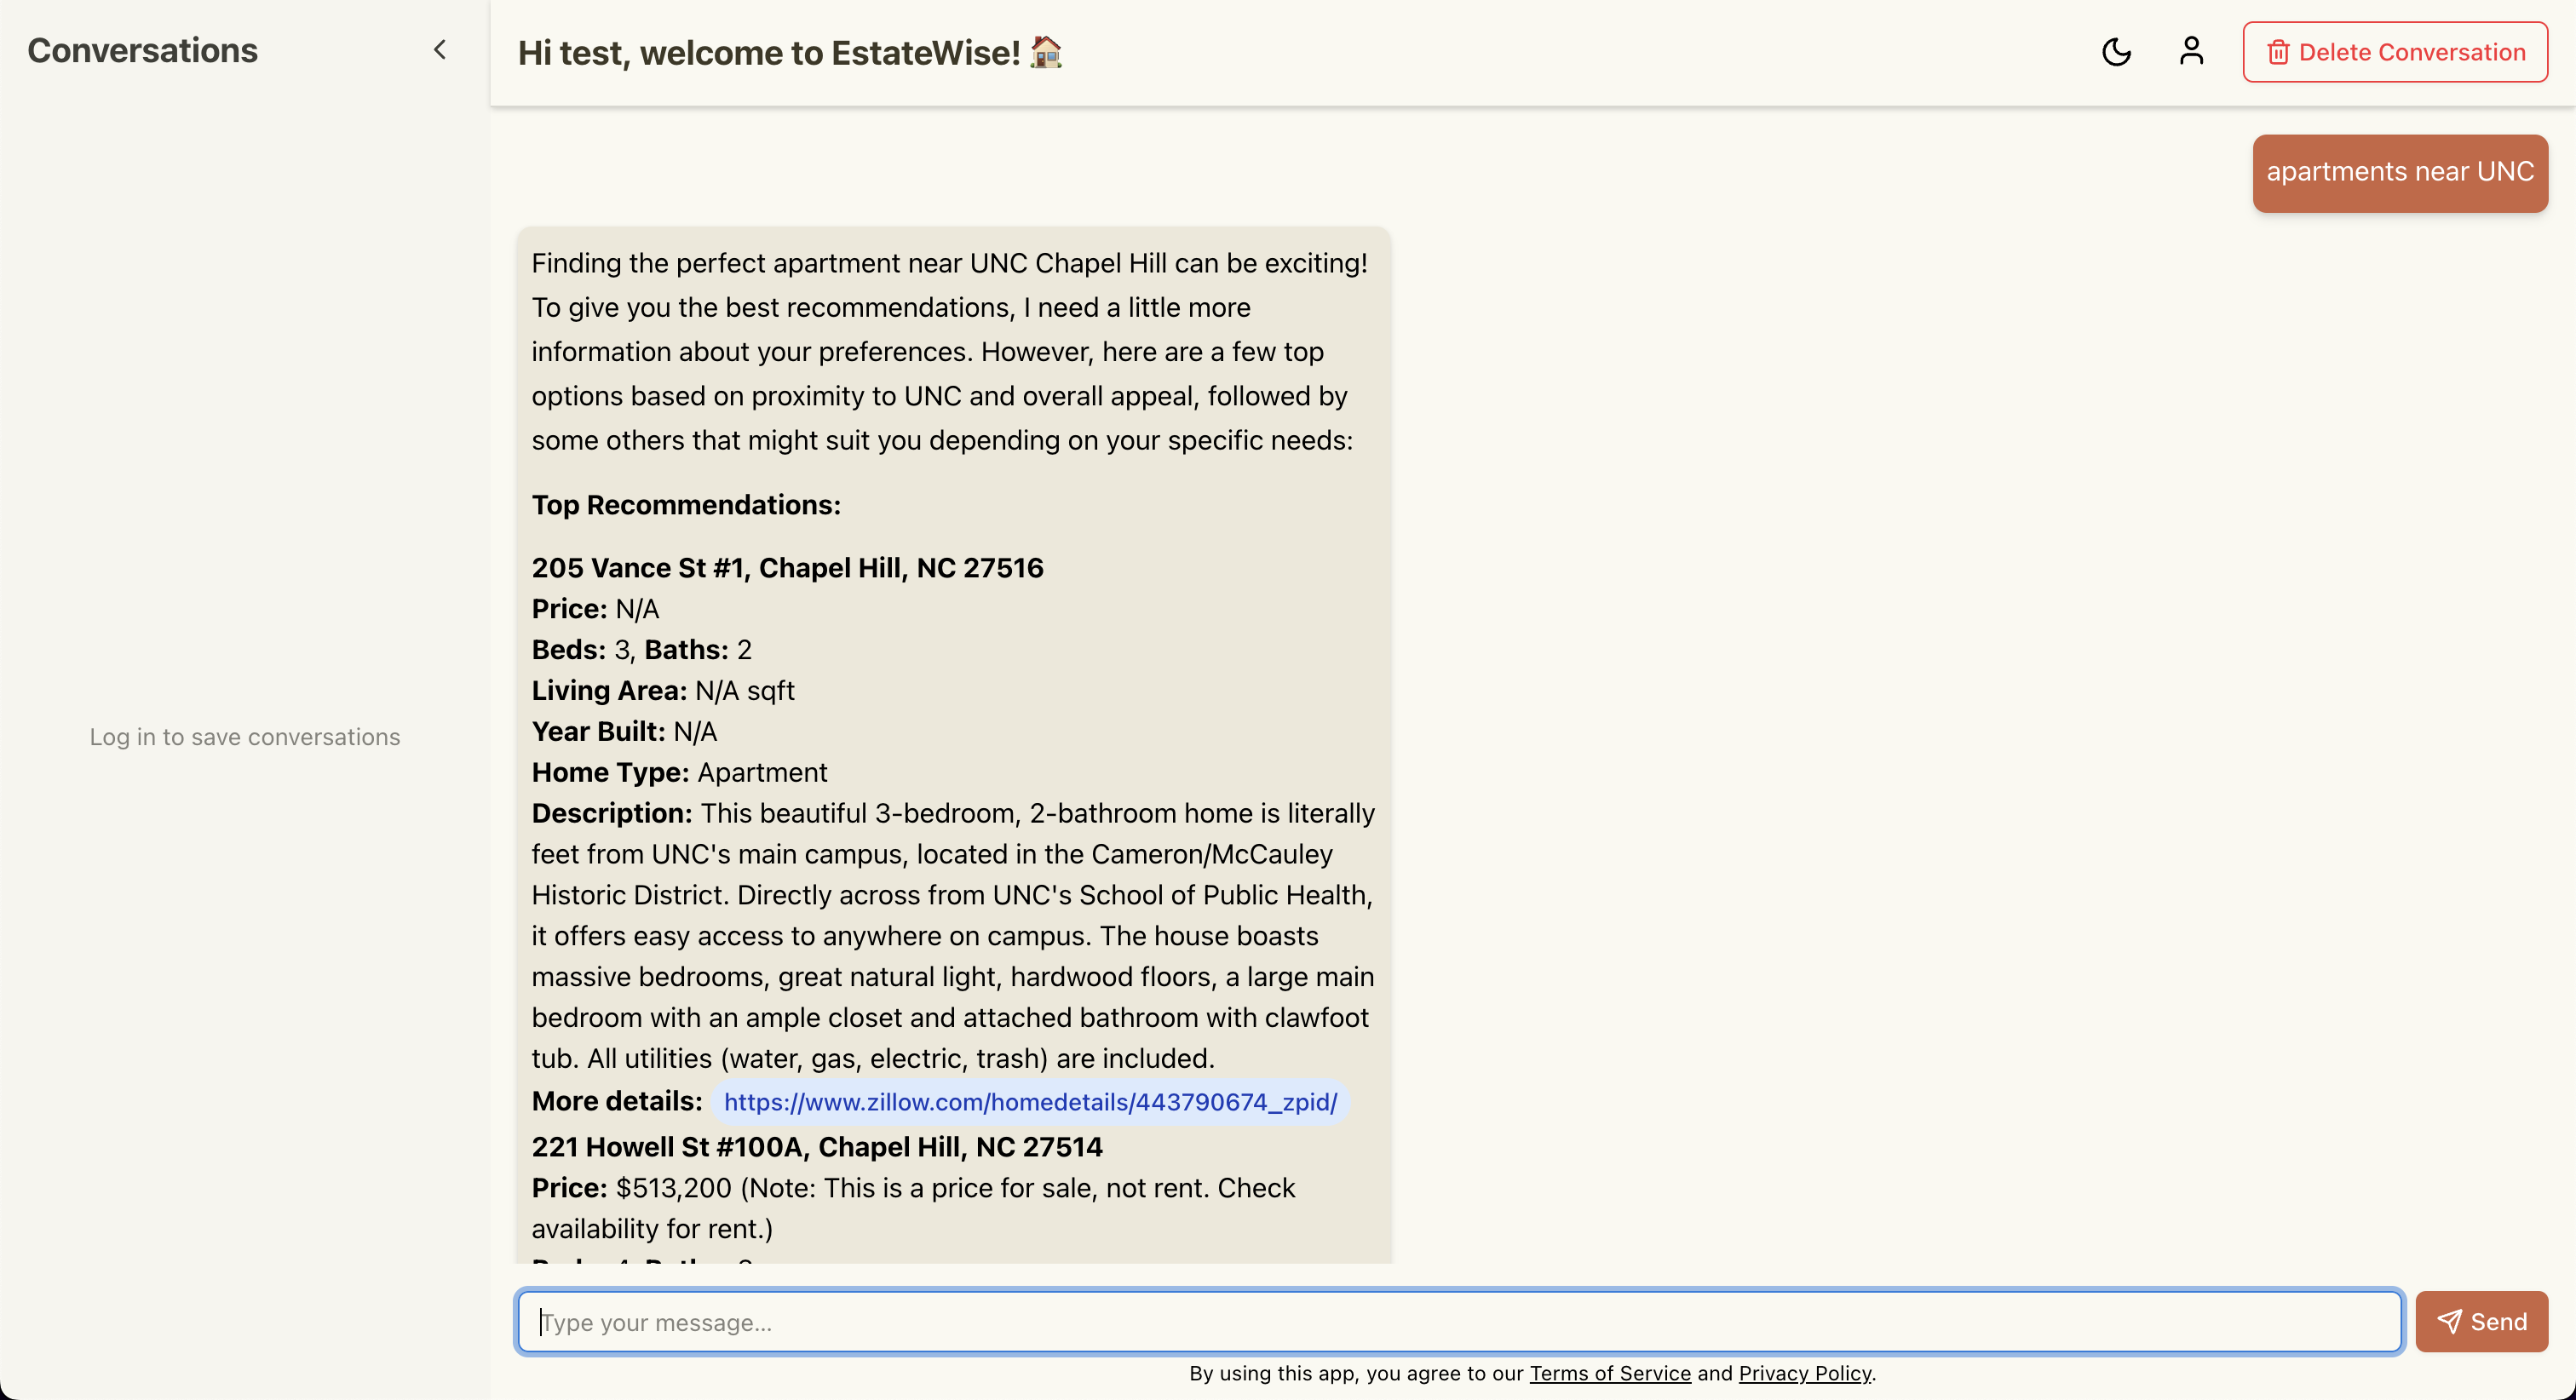 Conversations
Hi test, welcome to EstateWise! 🏠
Delete Conversation
apartments near UNC
Finding the perfect apartment near UNC Chapel Hill can be exciting!
To give you the best recommendations, I need a little more
information about your preferences. However, here are a few top
options based on proximity to UNC and overall appeal, followed by
some others that might suit you depending on your specific needs:
Top Recommendations:
205 Vance St #1, Chapel Hill, NC 27516
Price: N/A
Beds: 3, Baths: 2
Living Area: N/A sqft
Year Built: N/A
Home Type: Apartment
Description: This beautiful 3-bedroom, 2-bathroom home is literally
feet from UNC's main campus, located in the Cameron/McCauley
Historic District. Directly across from UNC's School of Public Health,
it offers easy access to anywhere on campus. The house boasts
massive bedrooms, great natural light, hardwood floors, a large main
bedroom with an ample closet and attached bathroom with clawfoot
tub. All utilities (water, gas, electric, trash) are included.
More details: https://www.zillow.com/homedetails/443790674_zpid/
221 Howell St #100A, Chapel Hill, NC 27514
Price: $513,200 (Note: This is a price for sale, not rent. Check
availability for rent.)
Log in to save conversations
Type your message...
Send
By using this app, you agree to our Terms of Service and Privacy Policy.